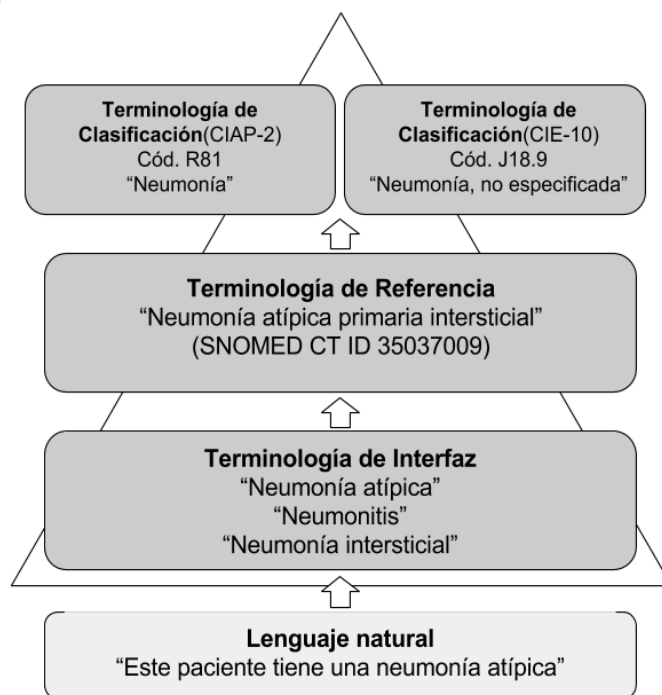 Terminología de
Clasificación(CIAP-2)
Cód. R81
“Neumonía”
Terminología de
Clasificación(CIE-10)
Cód. J18.9
“Neumonía, no especificada”
Terminología de Referencia
“Neumonía atípica primaria intersticial”
(SNOMED CT ID 35037009)
Terminología de Interfaz
“Neumonía atípica”
“Neumonitis”
“Neumonía intersticial”
Lenguaje natural
“Este paciente tiene una neumonía atípica”